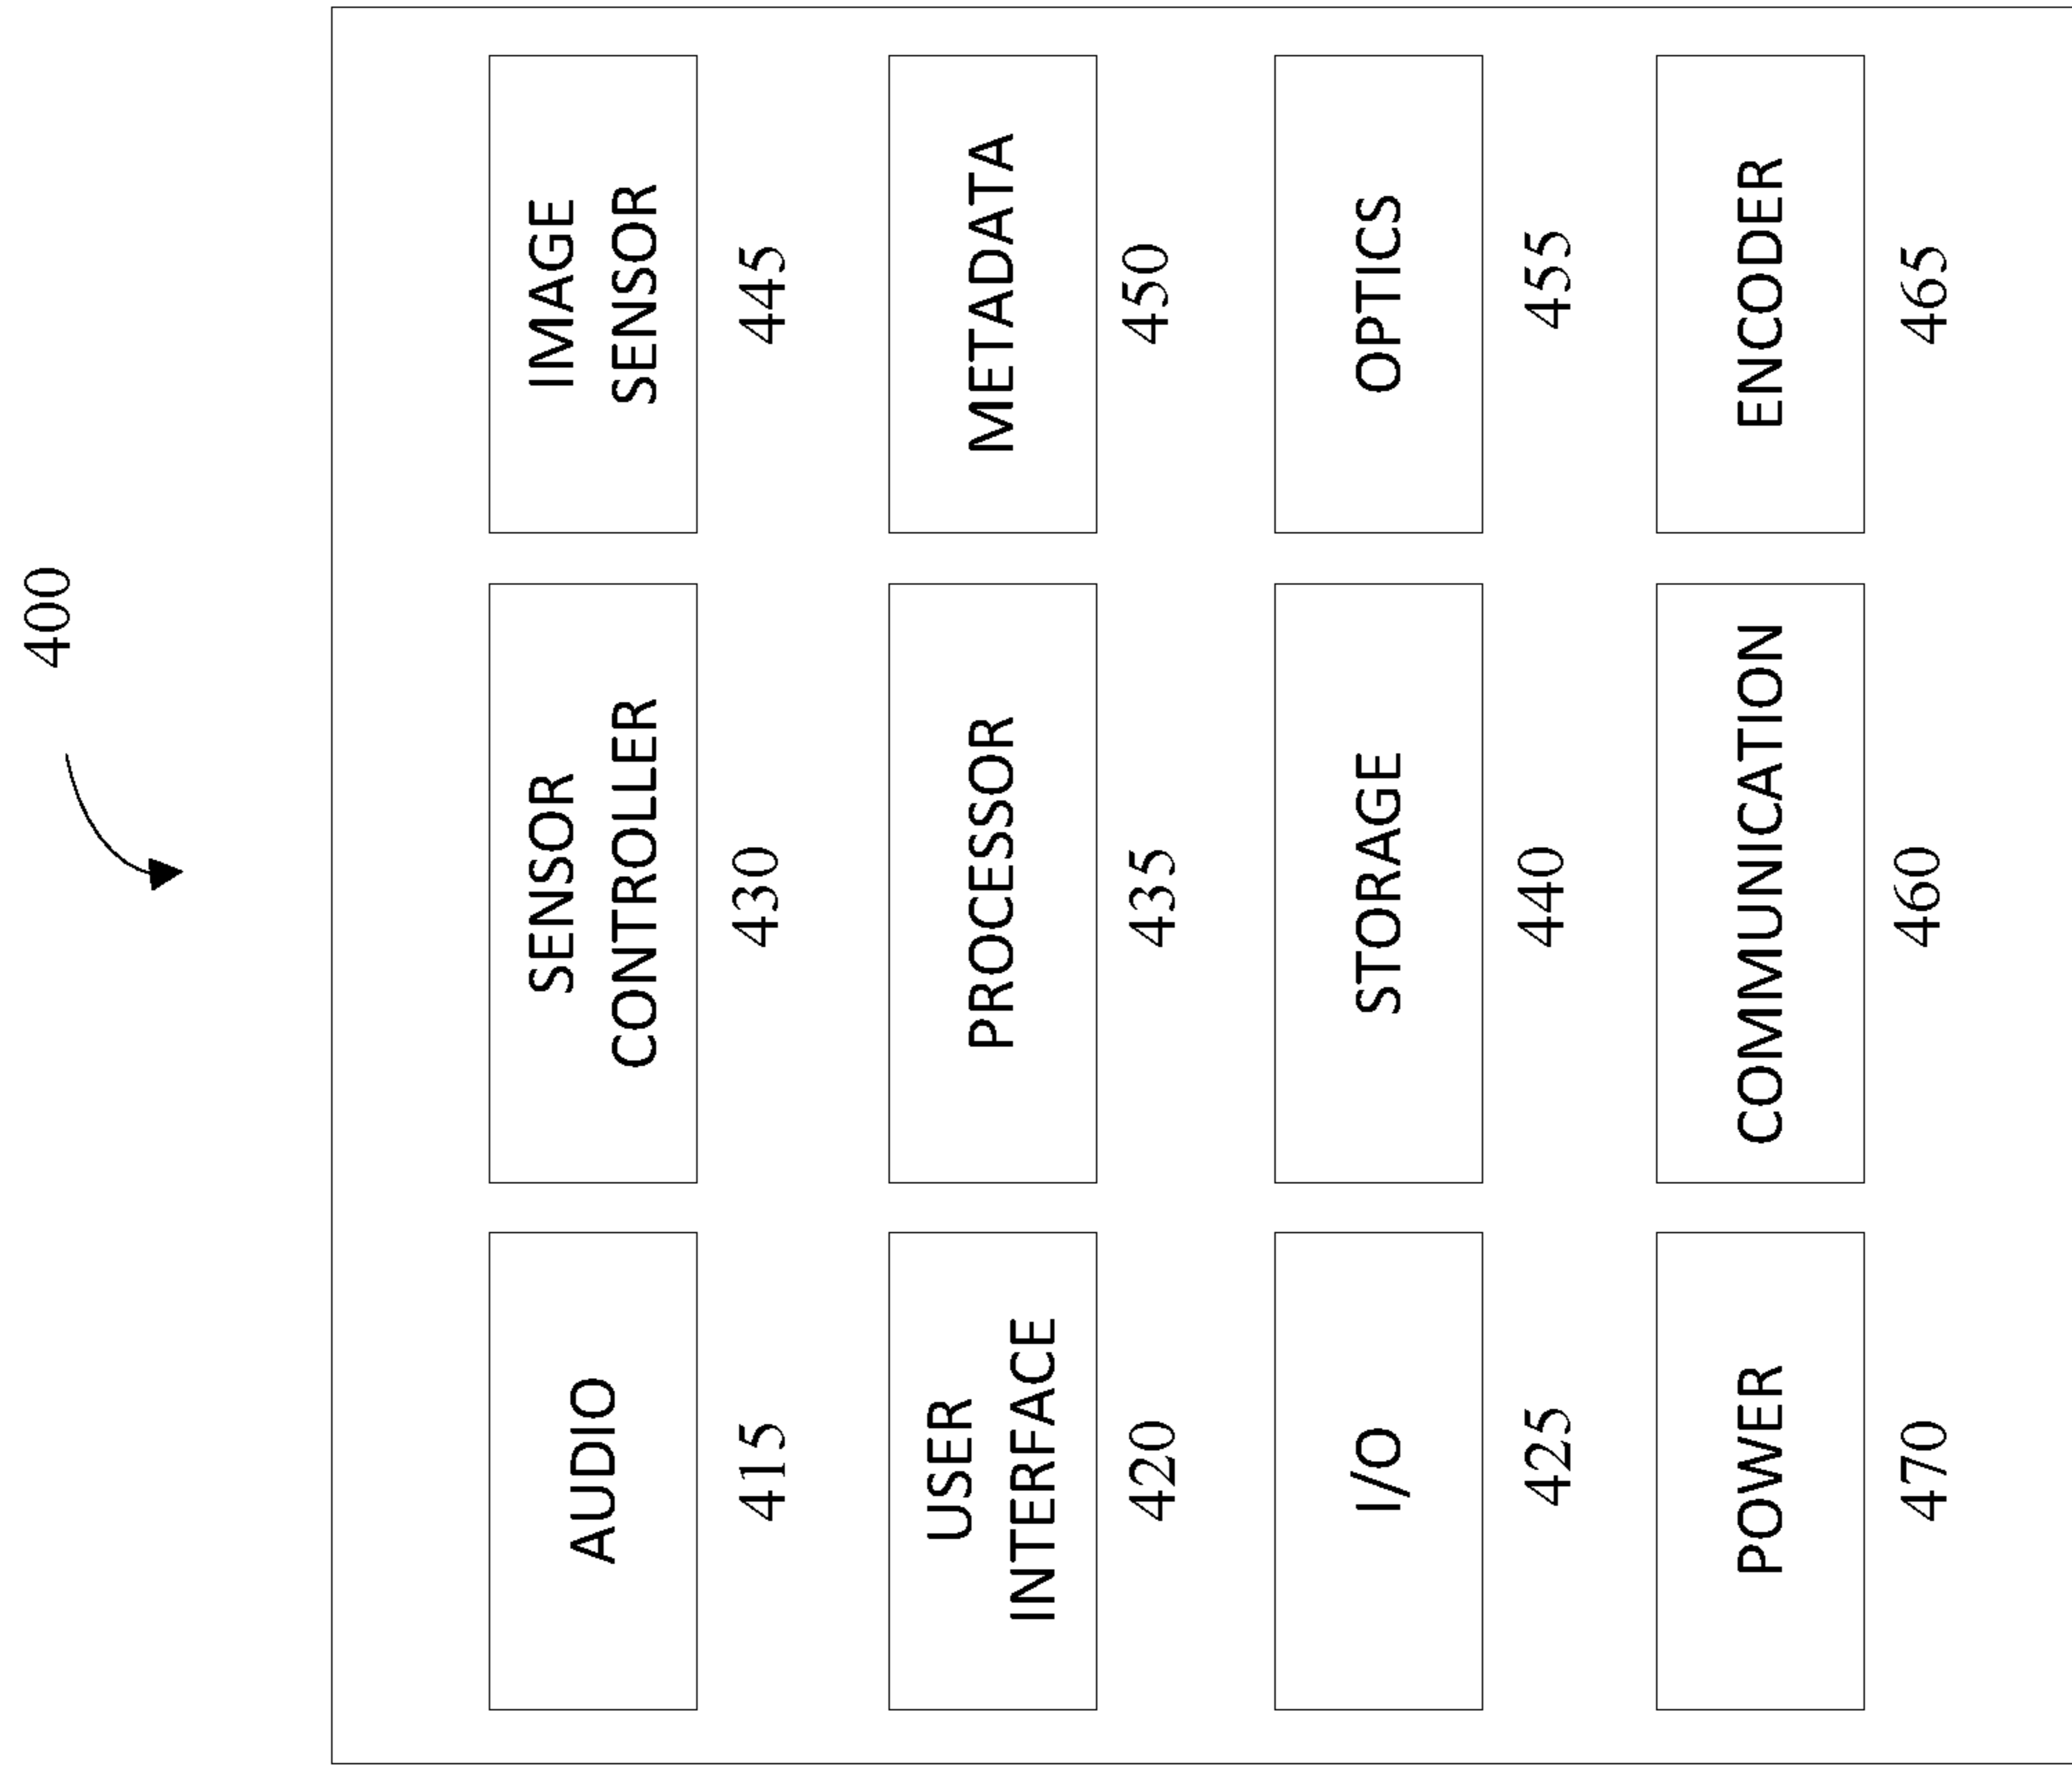 400
AUDIO
415
SENSOR
CONTROLLER
430
IMAGE
SENSOR
445
USER
INTERFACE
420
PROCESSOR
435
METADATA
450
I/O
425
STORAGE
440
OPTICS
455
POWER
470
COMMUNICATION
460
ENCODER
465